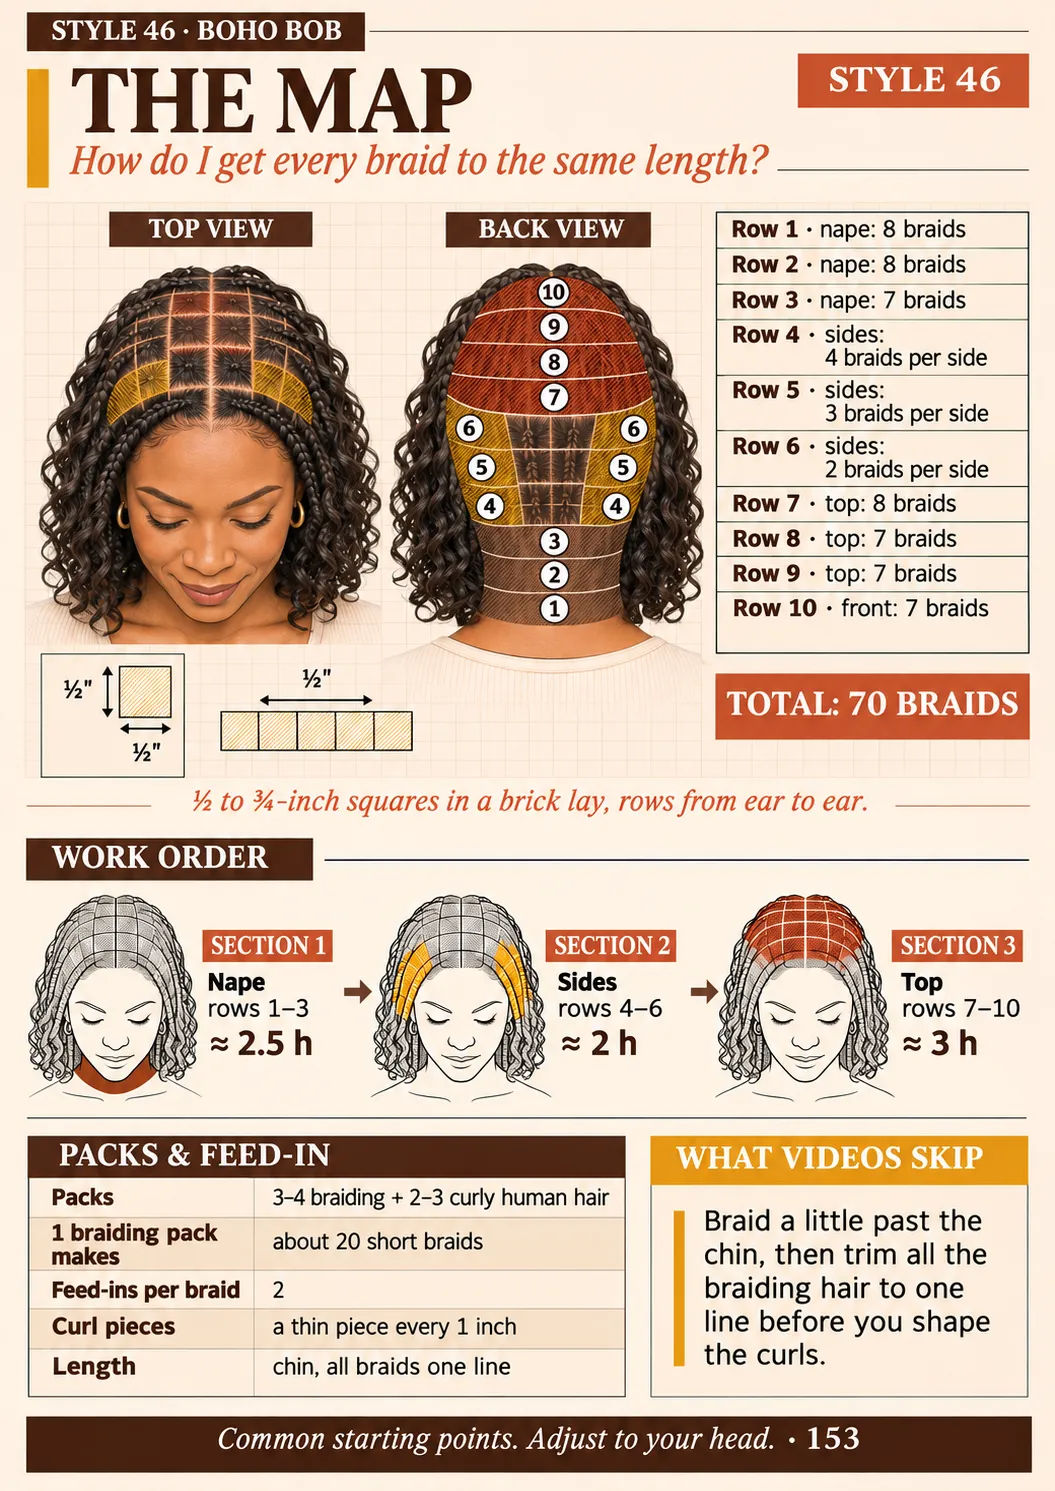 STYLE 46 · BOHO BOB
THE MAP
STYLE 46
How do I get every braid to the same length?
TOP VIEW
BACK VIEW
10
9
8
7
6
6
5
5
4
4
3
2
1
Row 1 · nape: 8 braids
Row 2 · nape: 8 braids
Row 3 · nape: 7 braids
Row 4 · sides:
4 braids per side
Row 5 · sides:
3 braids per side
Row 6 · sides:
2 braids per side
Row 7 · top: 8 braids
Row 8 · top: 7 braids
Row 9 · top: 7 braids
Row 10 · front: 7 braids
TOTAL: 70 BRAIDS
½"
½"
½"
½ to ¾-inch squares in a brick lay, rows from ear to ear.
WORK ORDER
SECTION 1
Nape
rows 1–3
≈ 2.5 h
SECTION 2
Sides
rows 4–6
≈ 2 h
SECTION 3
Top
rows 7–10
≈ 3 h
PACKS & FEED-IN
Packs 3–4 braiding + 2–3 curly human hair
1 braiding pack
makes
about 20 short braids
Feed-ins per braid 2
Curl pieces a thin piece every 1 inch
Length chin, all braids one line
WHAT VIDEOS SKIP
Braid a little past the
chin, then trim all the
braiding hair to one
line before you shape
the curls.
Common starting points. Adjust to your head. · 153